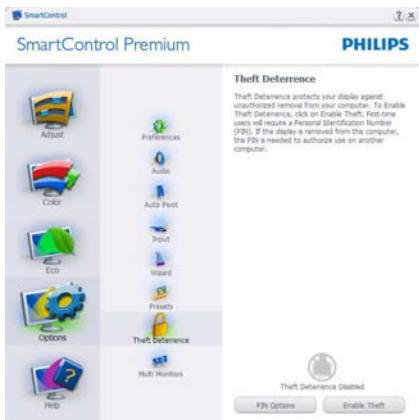 SmartControl
? X
SmartControl Premium
PHILIPS
Adjust
Color
Eco
Options
Help
Preferences
Audio
Auto Pivot
Input
Wizard
Presets
Theft Deterrence
Multi Monitors
Theft Deterrence
Theft Deterrence protects your display against
unauthorized removal from your computer. To Enable
Theft Deterrence, click on Enable Theft. First-time
users will require a Personal Identification Number
(PIN). If the display is removed from this computer,
the PIN is needed to authorize use on another
computer.
Theft Deterrence Disabled
PIN Options
Enable Theft